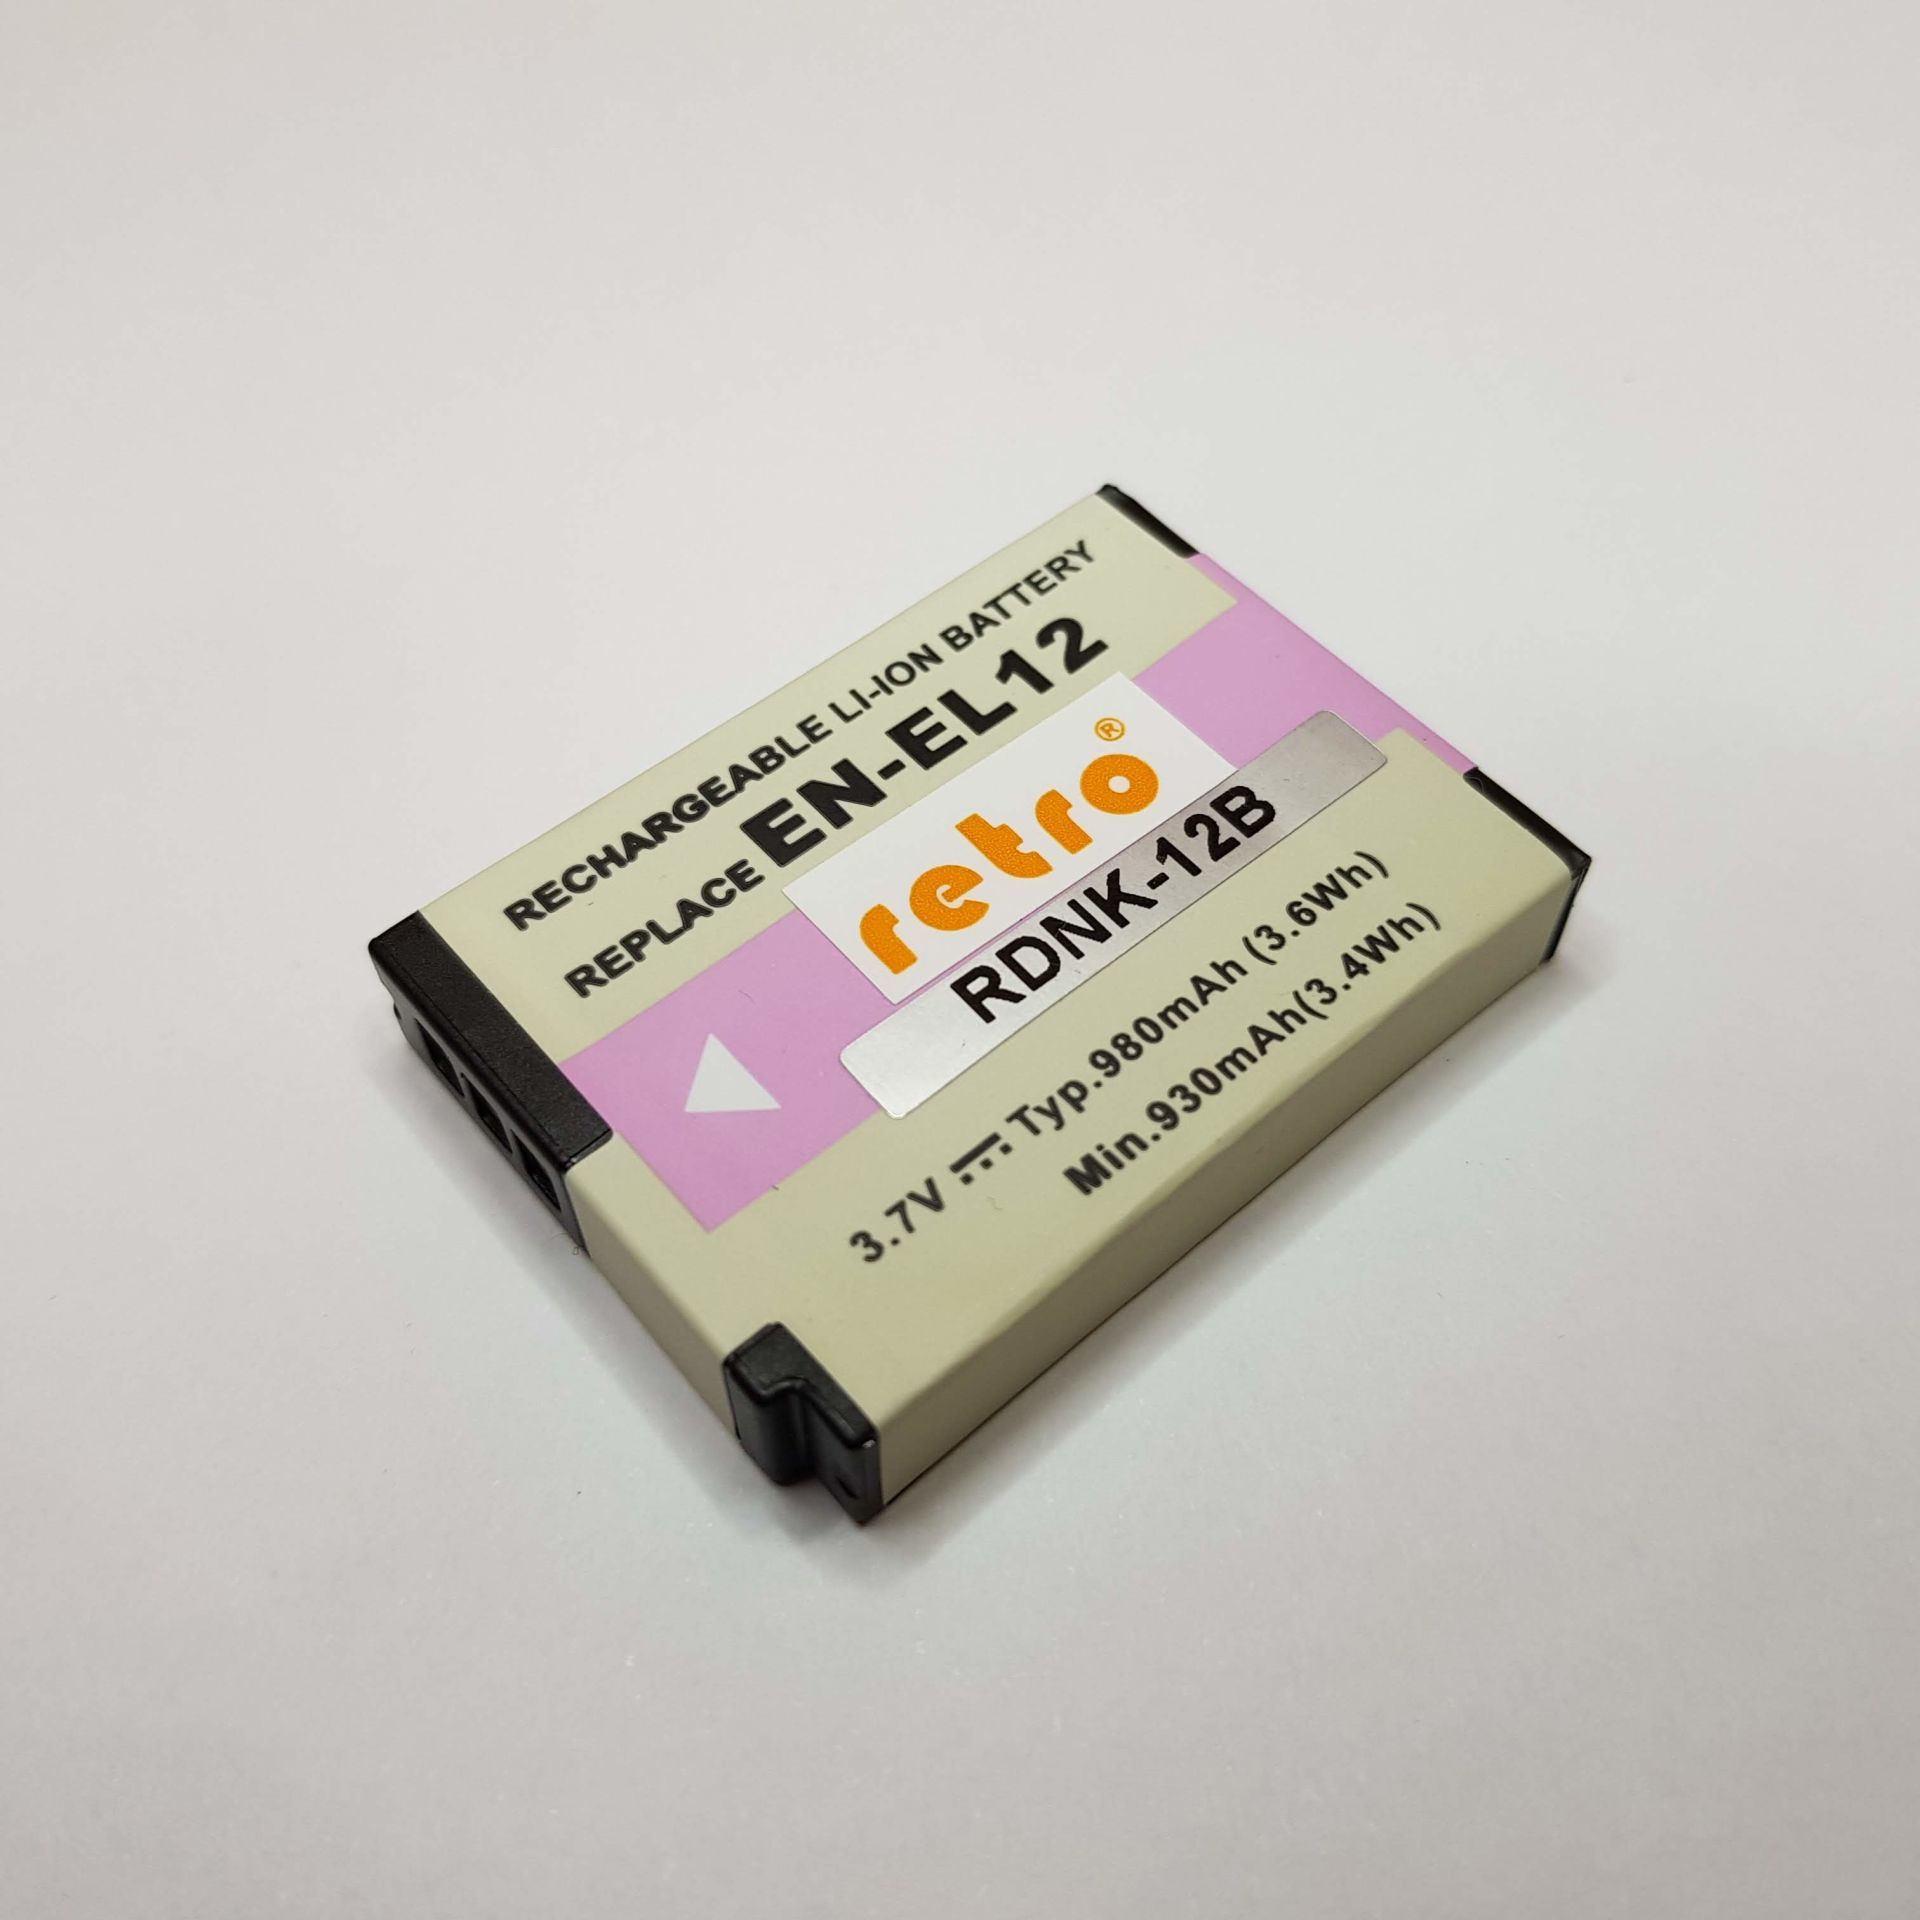 RECHARGEABLE LI-ION BATTERY
REPLACE EN-EL12
retro®
RDNK-12B
3.7V ⎓ Typ.980mAh (3.6Wh)
Min.930mAh(3.4Wh)